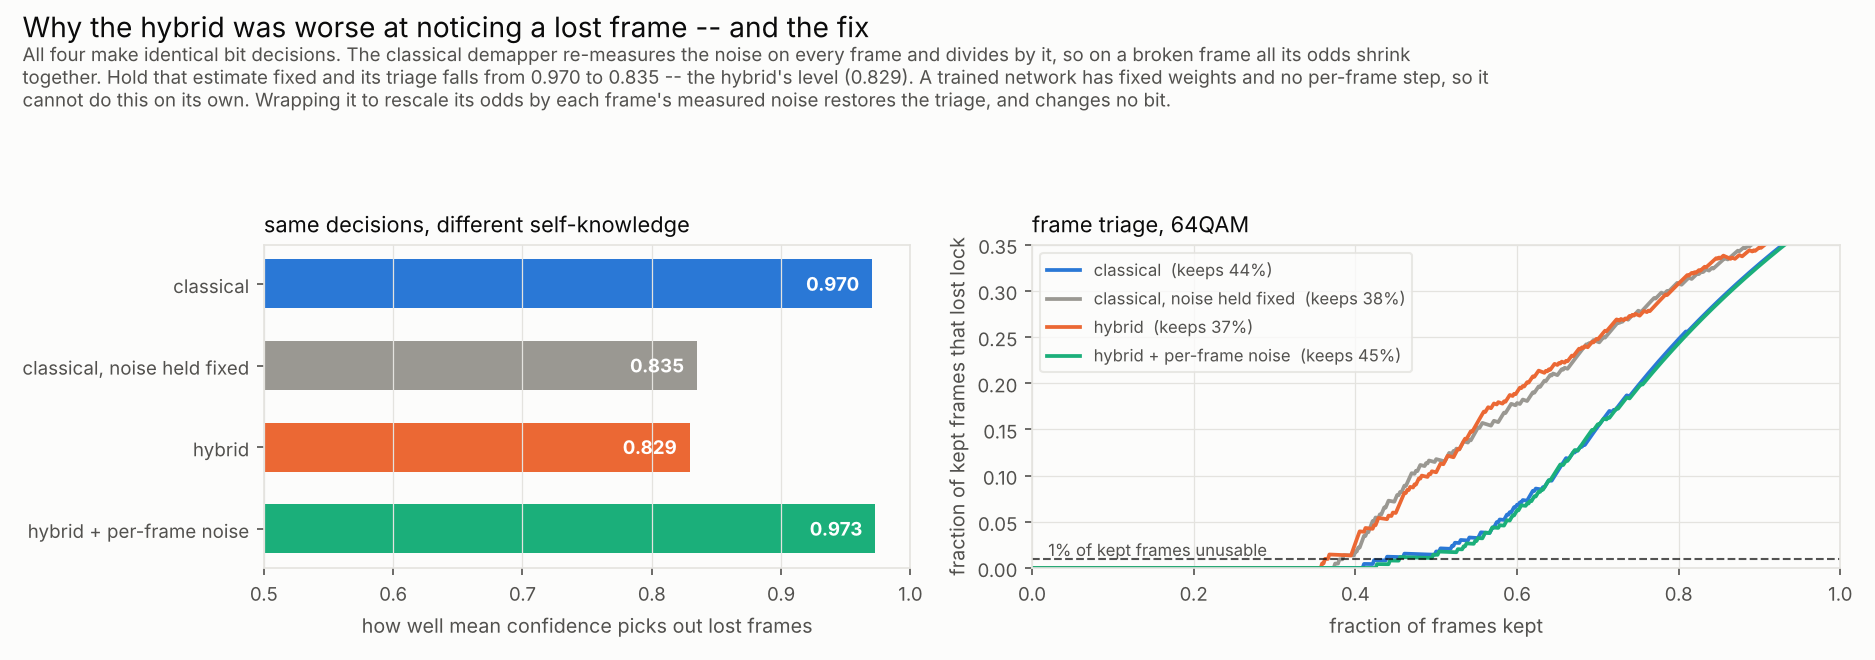 Why the hybrid was worse at noticing a lost frame -- and the fix
All four make identical bit decisions. The classical demapper re-measures the noise on every frame and divides by it, so on a broken frame all its odds shrink
together. Hold that estimate fixed and its triage falls from 0.970 to 0.835 -- the hybrid's level (0.829). A trained network has fixed weights and no per-frame step, so it
cannot do this on its own. Wrapping it to rescale its odds by each frame's measured noise restores the triage, and changes no bit.
same decisions, different self-knowledge
classical
0.970
classical, noise held fixed
0.835
hybrid
0.829
hybrid + per-frame noise
0.973
0.5 0.6 0.7 0.8 0.9 1.0
how well mean confidence picks out lost frames
frame triage, 64QAM
fraction of kept frames that lost lock
0.35
0.30
0.25
0.20
0.15
0.10
0.05
0.00
classical (keeps 44%)
classical, noise held fixed (keeps 38%)
hybrid (keeps 37%)
hybrid + per-frame noise (keeps 45%)
1% of kept frames unusable
0.0 0.2 0.4 0.6 0.8 1.0
fraction of frames kept